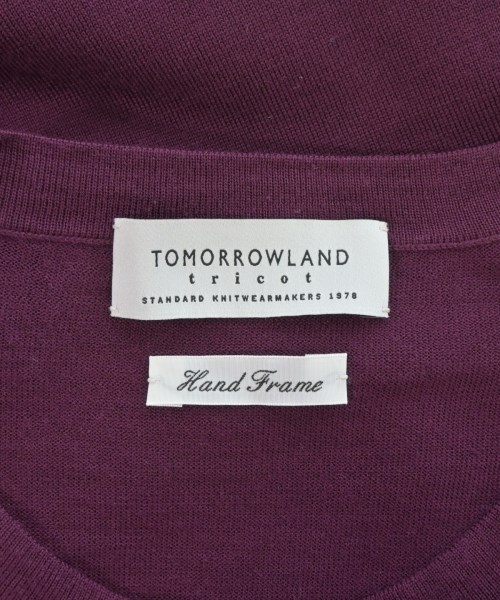 TOMORROWLAND
tricot
STANDARD KNITWEARMAKERS 1978
Hand Frame